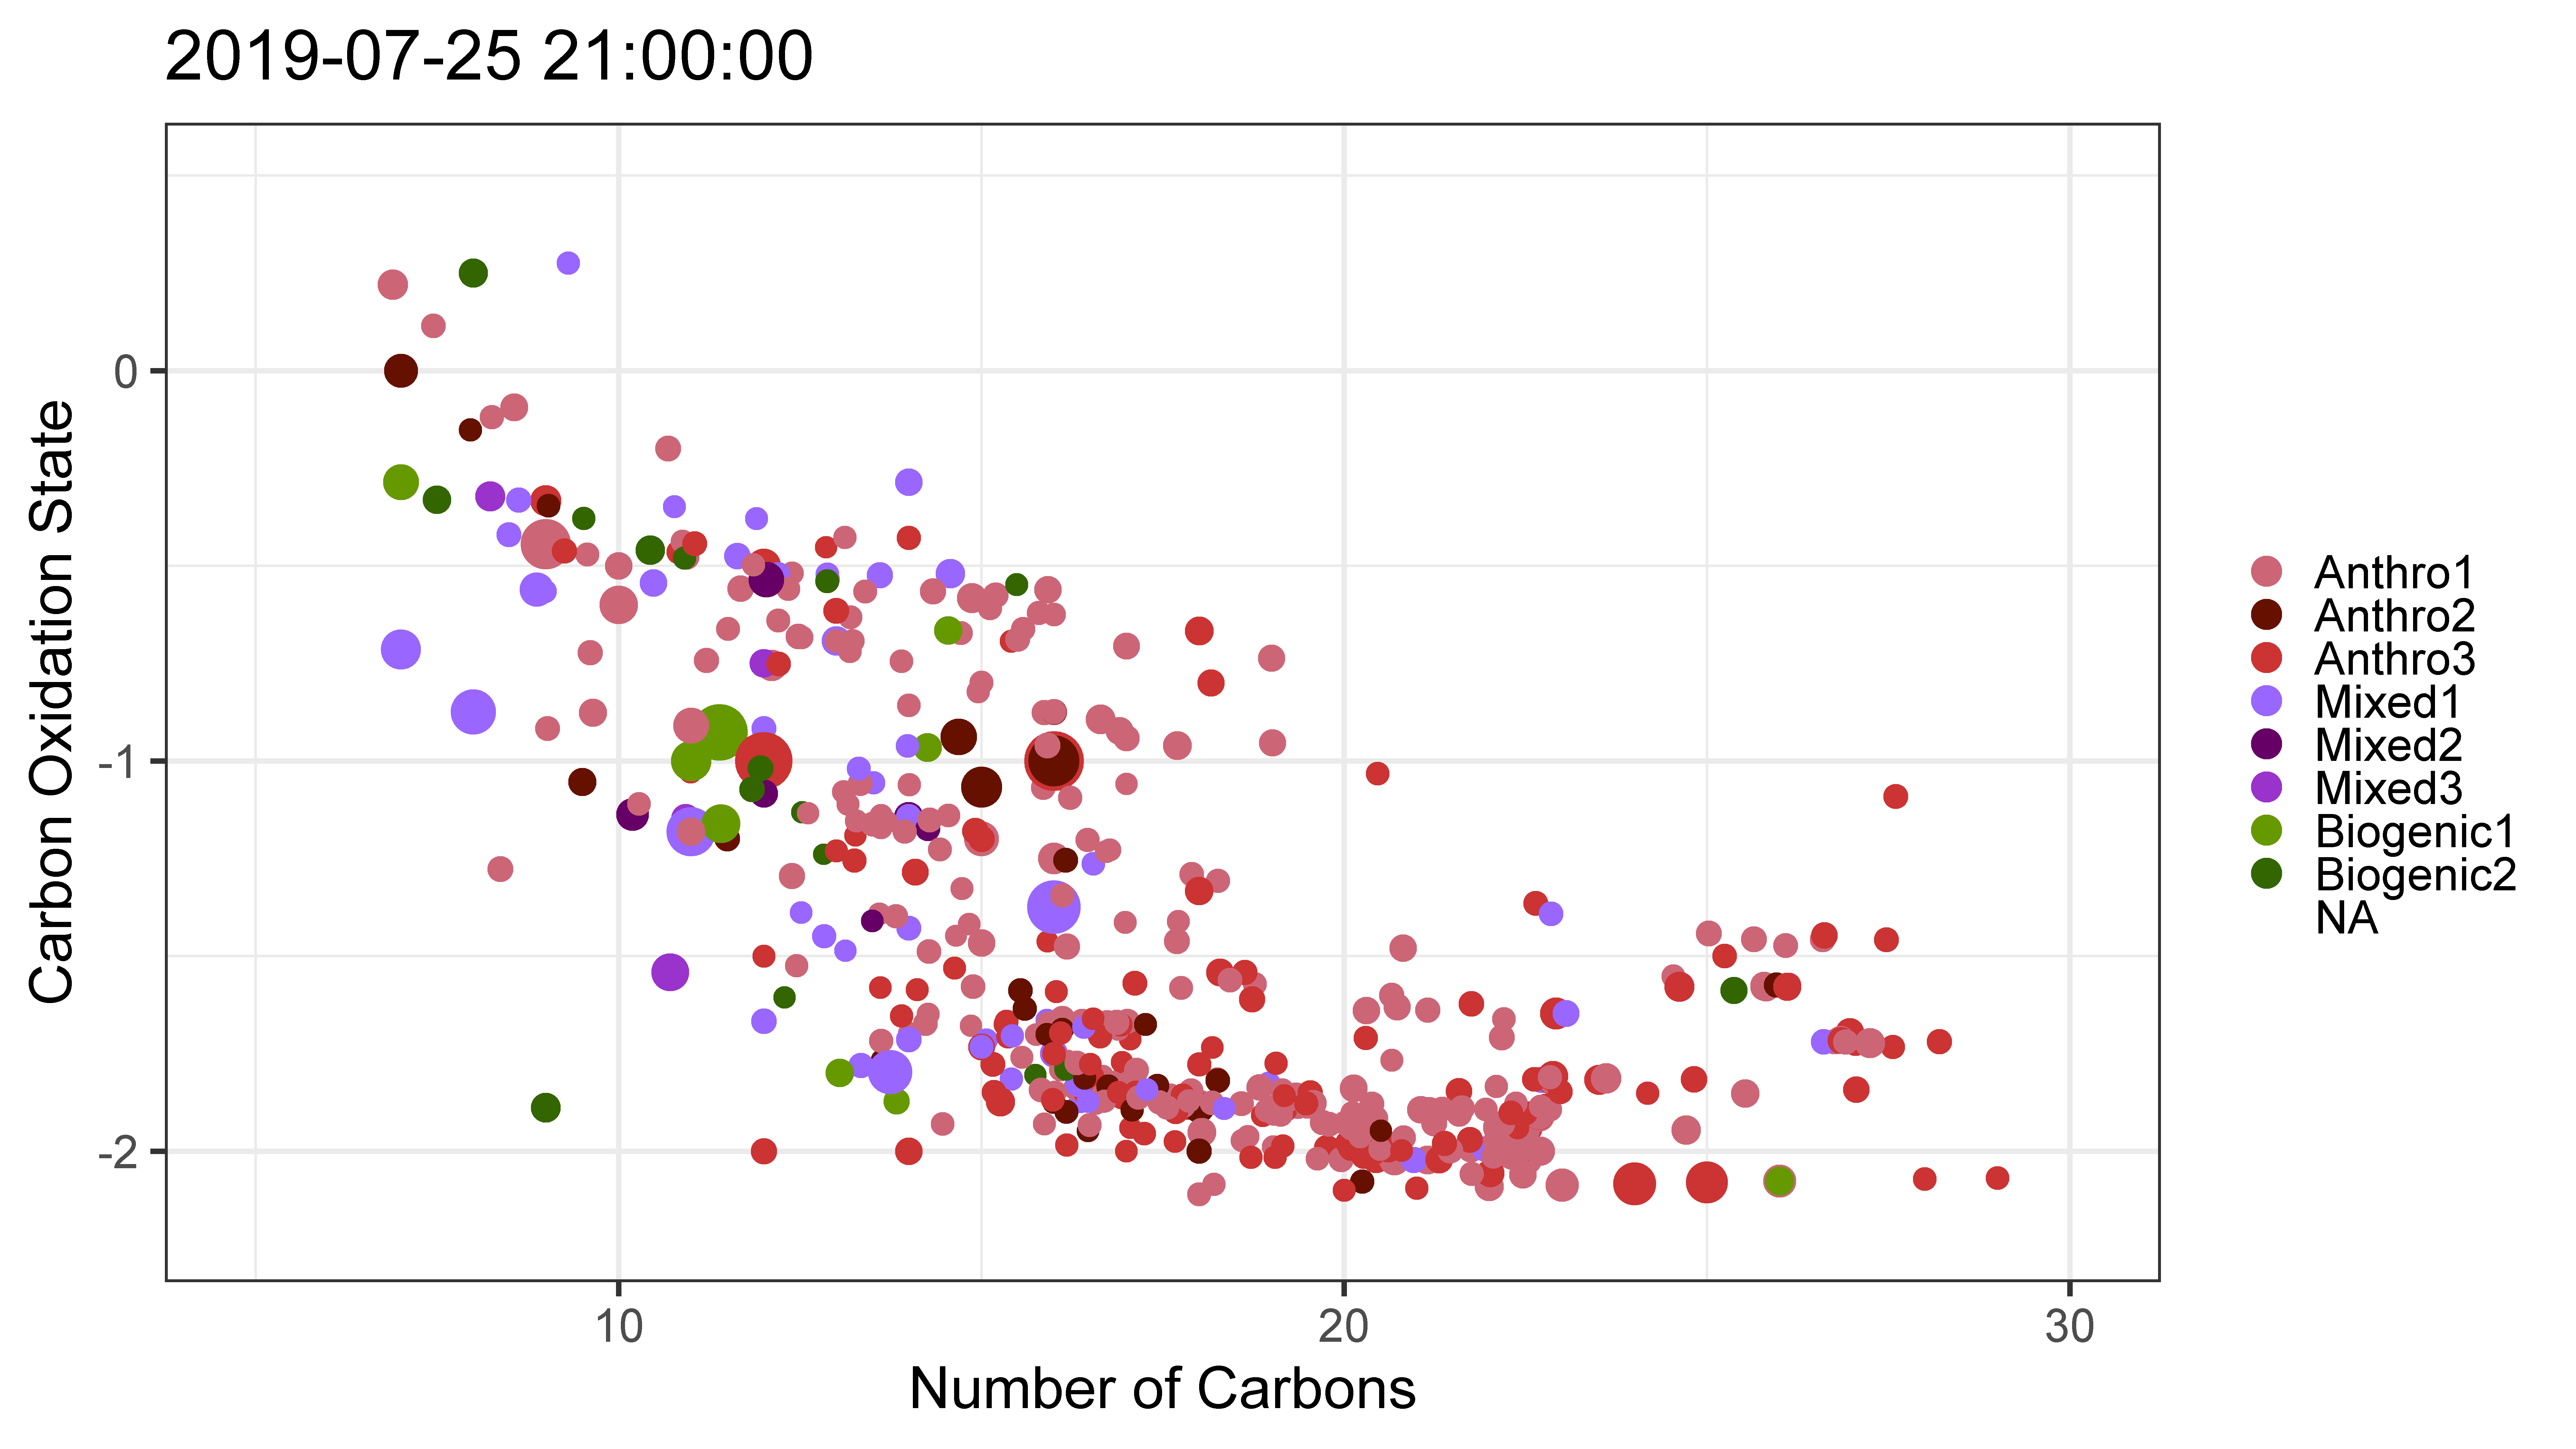 2019-07-25 21:00:00
Carbon Oxidation State
0
-1
-2
10
20
30
Number of Carbons
Anthro1
Anthro2
Anthro3
Mixed1
Mixed2
Mixed3
Biogenic1
Biogenic2
NA